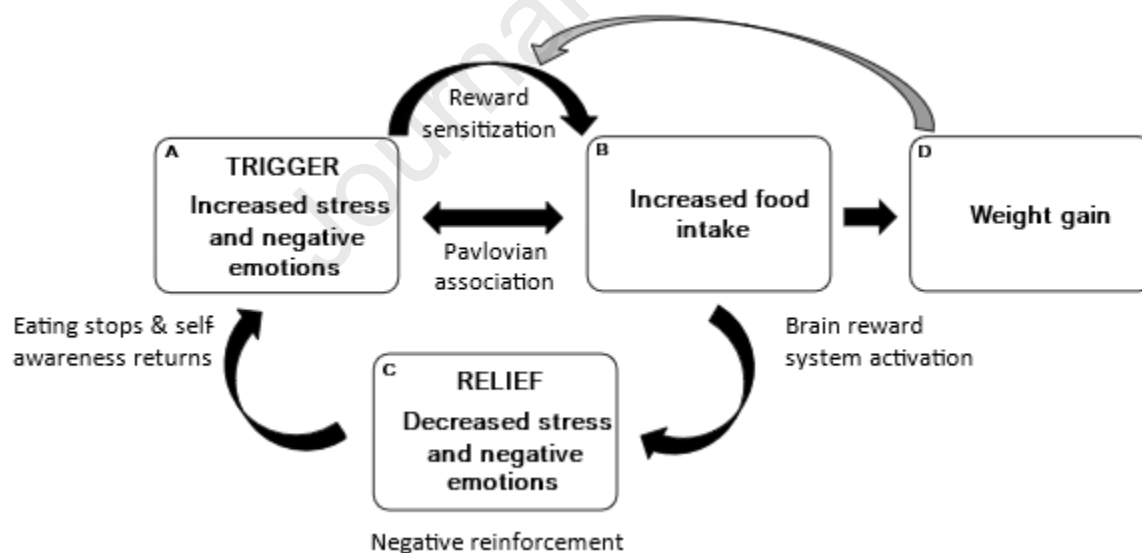 Journal
Reward
sensitization
A
TRIGGER
Increased stress
and negative
emotions
B
Increased food
intake
D
Weight gain
Pavlovian
association
Eating stops & self
awareness returns
Brain reward
system activation
C
RELIEF
Decreased stress
and negative
emotions
Negative reinforcement